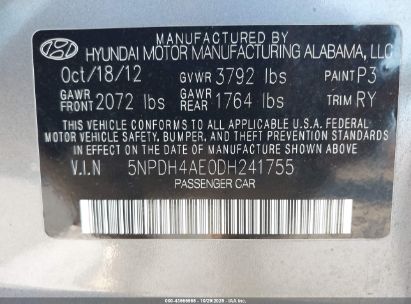 HYUNDAI MOTOR MANUFACTURING ALABAMA, LLC
Oct/18/12 GVWR 3792 lbs PAINT P3
GAWR FRONT 2072 lbs GAWR REAR 1764 lbs TRIM RY
THIS VEHICLE CONFORMS TO ALL APPLICABLE U.S. FEDERAL
MOTOR VEHICLE SAFETY, BUMPER, AND THEFT PREVENTION STANDARDS
IN EFFECT ON THE DATE OF MANUFACTURE SHOWN ABOVE.
V.I.N 5NPDH4AE0DH241755
PASSENGER CAR